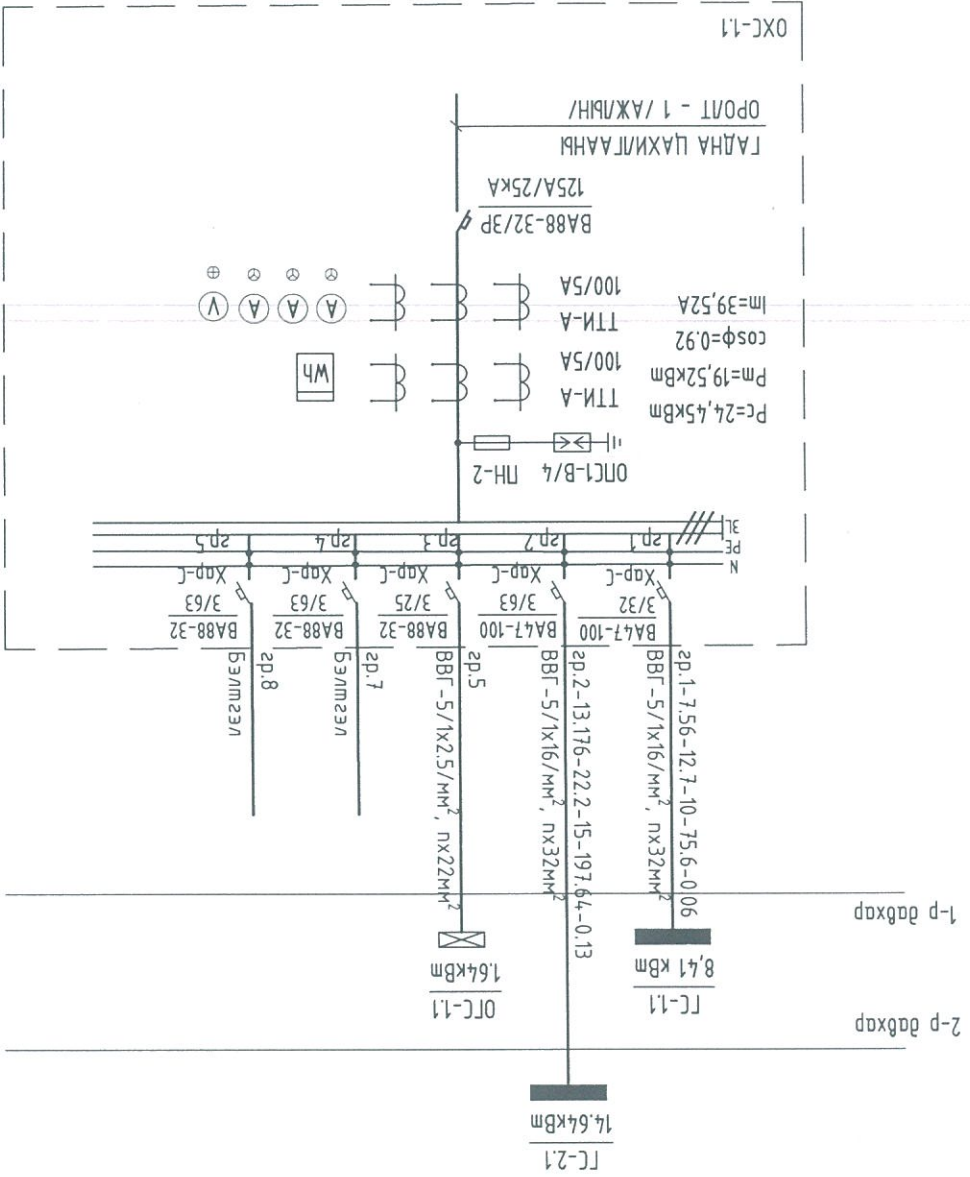 ГС-2.1
14.64кВт
2-р давхар
ГС-1.1
8,41 кВт
ОГС-1.1
1.64кВт
1-р давхар
гр.1-7.56-12.7-10-75.6-0.06
ВВГ-5/1х16/мм², пх32мм²
гр.2-13.176-22.2-15-197.64-0.13
ВВГ-5/1х16/мм², пх32мм²
гр.5
ВВГ-5/1х2.5/мм², пх22мм²
гр.7
Бэлтгэл
гр.8
Бэлтгэл
ВА47-100
3/32
Хар-С
гр.1
ВА47-100
3/63
Хар-С
гр.2
ВА88-32
3/25
Хар-С
гр.3
ВА88-32
3/63
Хар-С
гр.4
ВА88-32
3/63
Хар-С
гр.5
N
PE
3L
ОПС1-В/4
ПН-2
Рс=24,45кВт
Рт=19,52кВт
cosф=0.92
Iт=39,52А
ТТИ-А
100/5А
Wh
ТТИ-А
100/5А
A
A
A
V
ВА88-32/3Р
125А/25кА
ГАДНА ЦАХИЛГААНЫ
ОРОЛТ - 1 /АЖЛЫН/
ОХС-1.1